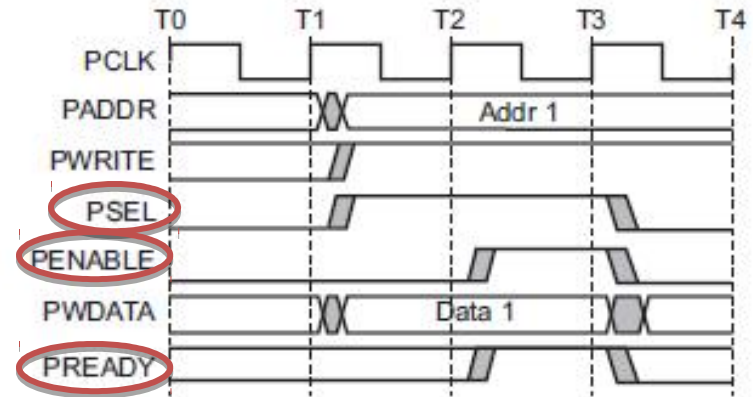 T0 T1 T2 T3 T4
PCLK
PADDR Addr 1
PWRITE
PSEL
PENABLE
PWDATA Data 1
PREADY